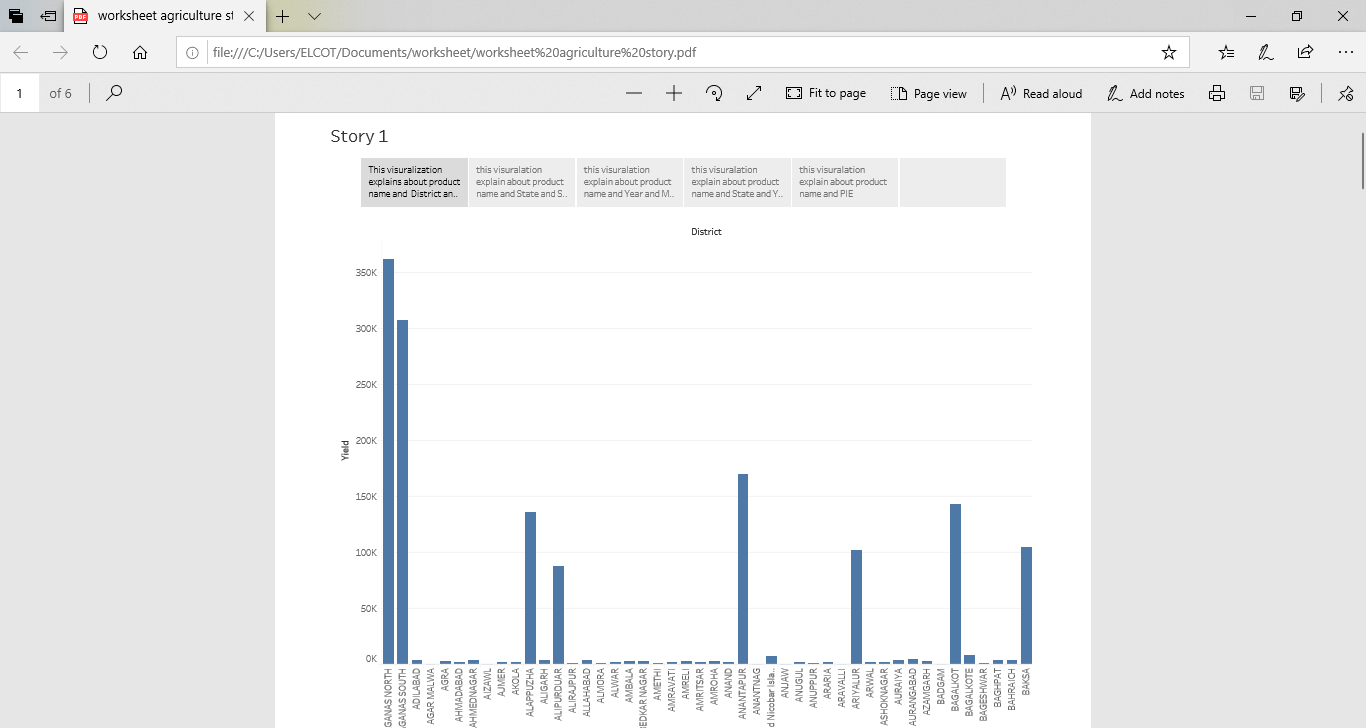 worksheet agriculture st
file:///C:/Users/ELCOT/Documents/worksheet/worksheet%20agriculture%20story.pdf
1 of 6
Fit to page
Page view
Read aloud
Add notes
Story 1
This visuralization
explains about product
name and District an..
this visuralation
explain about product
name and State and S..
this visuralation
explain about product
name and Year and M..
this visuralation
explain about product
name and State and Y..
this visuralation
explain about product
name and PIE
District
350K
300K
250K
200K
150K
100K
50K
0K
Yield
GANAS NORTH
GANAS SOUTH
ADILABAD
AGAR MALWA
AGRA
AHMADABAD
AHMEDNAGAR
AIZAWL
AJMER
AKOLA
ALAPPUZHA
ALIGARH
ALIPURDUAR
ALIRAJPUR
ALLAHABAD
ALMORA
ALWAR
AMBALA
EDKAR NAGAR
AMETHI
AMRAVATI
AMRELI
AMRITSAR
AMROHA
ANAND
ANANTAPUR
ANANTNAG
d Nicobar Isla..
ANJAW
ANUGUL
ANUPPUR
ARARIA
ARAVALLI
ARIYALUR
ARWAL
ASHOKNAGAR
AURAIYA
AURANGABAD
AZAMGARH
BADGAM
BAGALKOT
BAGALKOTE
BAGESHWAR
BAGHPAT
BAHRAICH
BAKSA